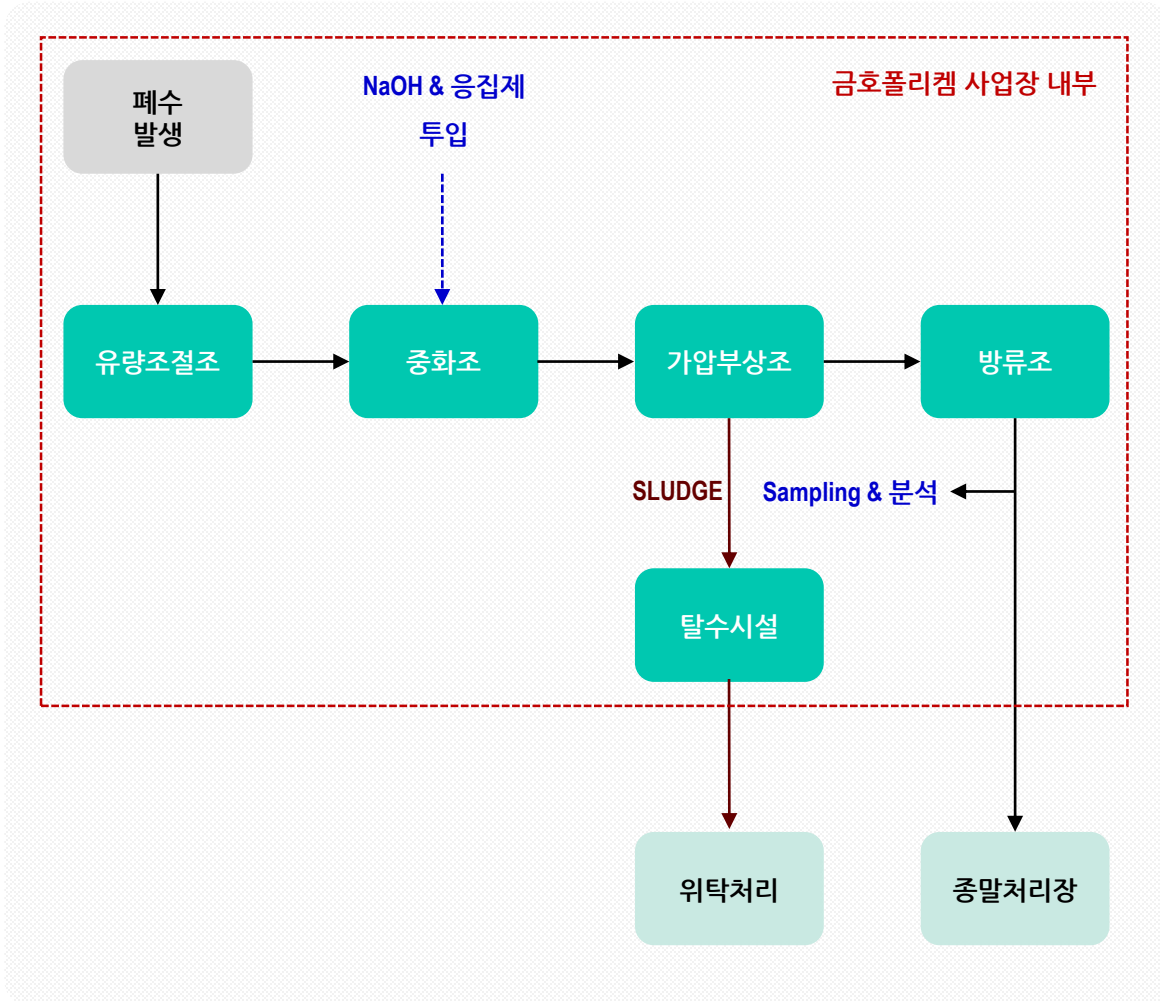 폐수
발생
NaOH & 응집제
투입
금호폴리켐 사업장 내부
유량조절조
중화조
가압부상조
방류조
SLUDGE
Sampling & 분석
탈수시설
위탁처리
종말처리장